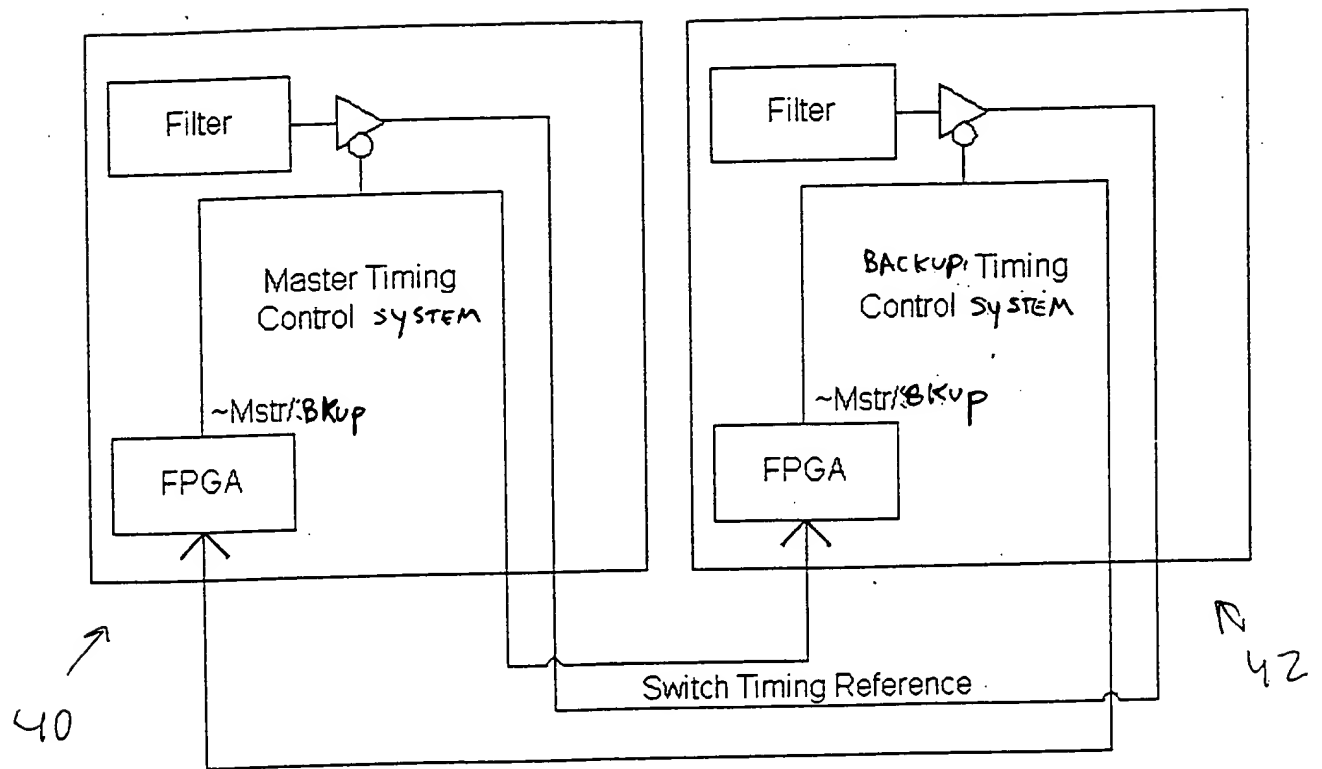 Filter
Filter
Master Timing
Control SYSTEM
BACKUP Timing
Control SYSTEM
~Mstr/BKup
~Mstr/BKup
FPGA
FPGA
Switch Timing Reference
40
42